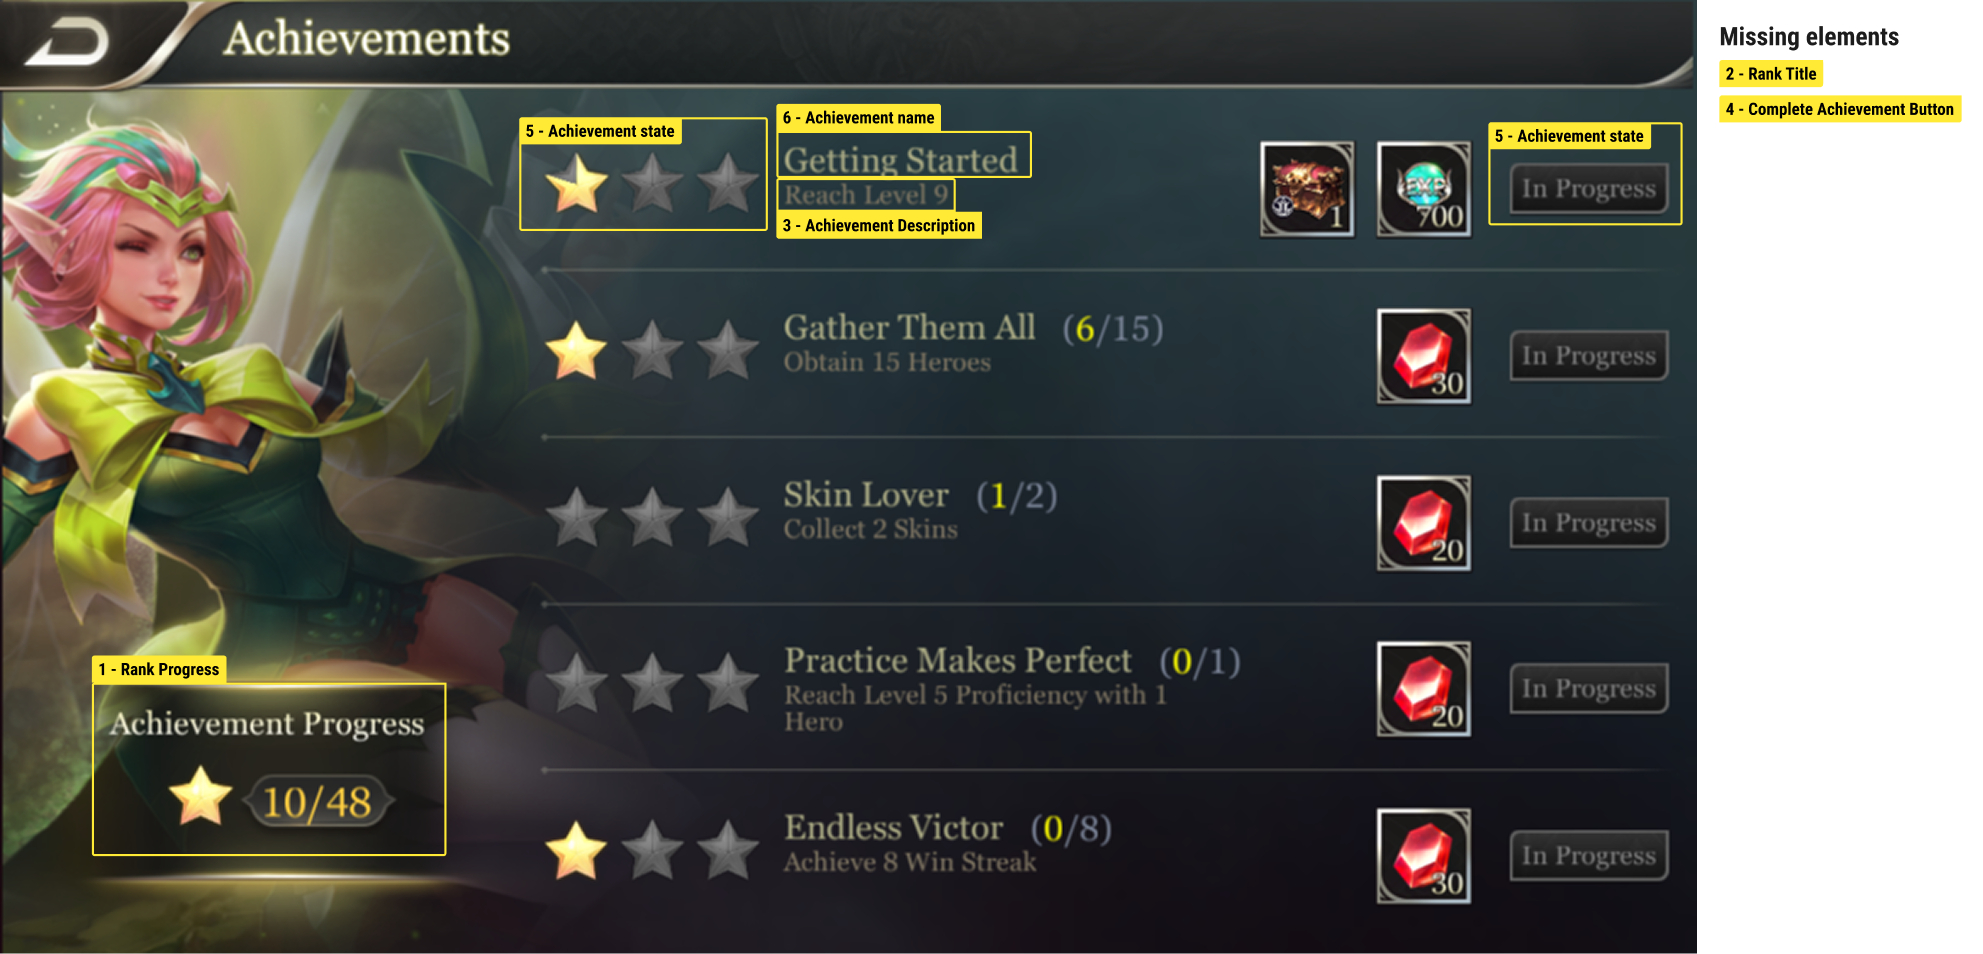 Achievements
Missing elements
2 - Rank Title
4 - Complete Achievement Button
5 - Achievement state
6 - Achievement name
Getting Started
Reach Level 9
3 - Achievement Description
1
EXP
700
5 - Achievement state
In Progress
Gather Them All (6/15)
Obtain 15 Heroes
30
In Progress
Skin Lover (1/2)
Collect 2 Skins
20
In Progress
Practice Makes Perfect (0/1)
Reach Level 5 Proficiency with 1
Hero
20
In Progress
1 - Rank Progress
Achievement Progress
10/48
Endless Victor (0/8)
Achieve 8 Win Streak
30
In Progress